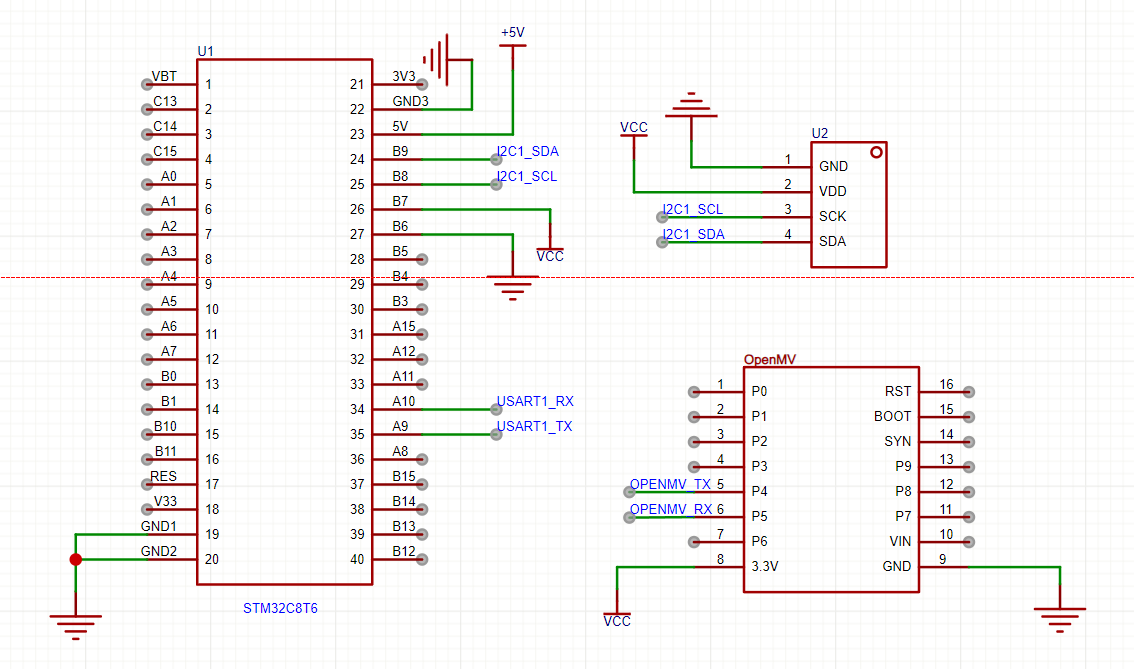 U1
VBT 1
C13 2
C14 3
C15 4
A0 5
A1 6
A2 7
A3 8
A4 9
A5 10
A6 11
A7 12
B0 13
B1 14
B10 15
B11 16
RES 17
V33 18
GND1 19
GND2 20
21 3V3
22 GND3
23 5V
+5V
24 B9 I2C1_SDA
25 B8 I2C1_SCL
26 B7
27 B6
VCC
28 B5
29 B4
30 B3
31 A15
32 A12
33 A11
34 A10 USART1_RX
35 A9 USART1_TX
36 A8
37 B15
38 B14
39 B13
40 B12
STM32C8T6
VCC
U2
1 GND
2 VDD
I2C1_SCL 3 SCK
I2C1_SDA 4 SDA
OpenMV
1 P0
2 P1
3 P2
4 P3
OPENMV_TX 5 P4
OPENMV_RX 6 P5
7 P6
8 3.3V
VCC
RST 16
BOOT 15
SYN 14
P9 13
P8 12
P7 11
VIN 10
GND 9